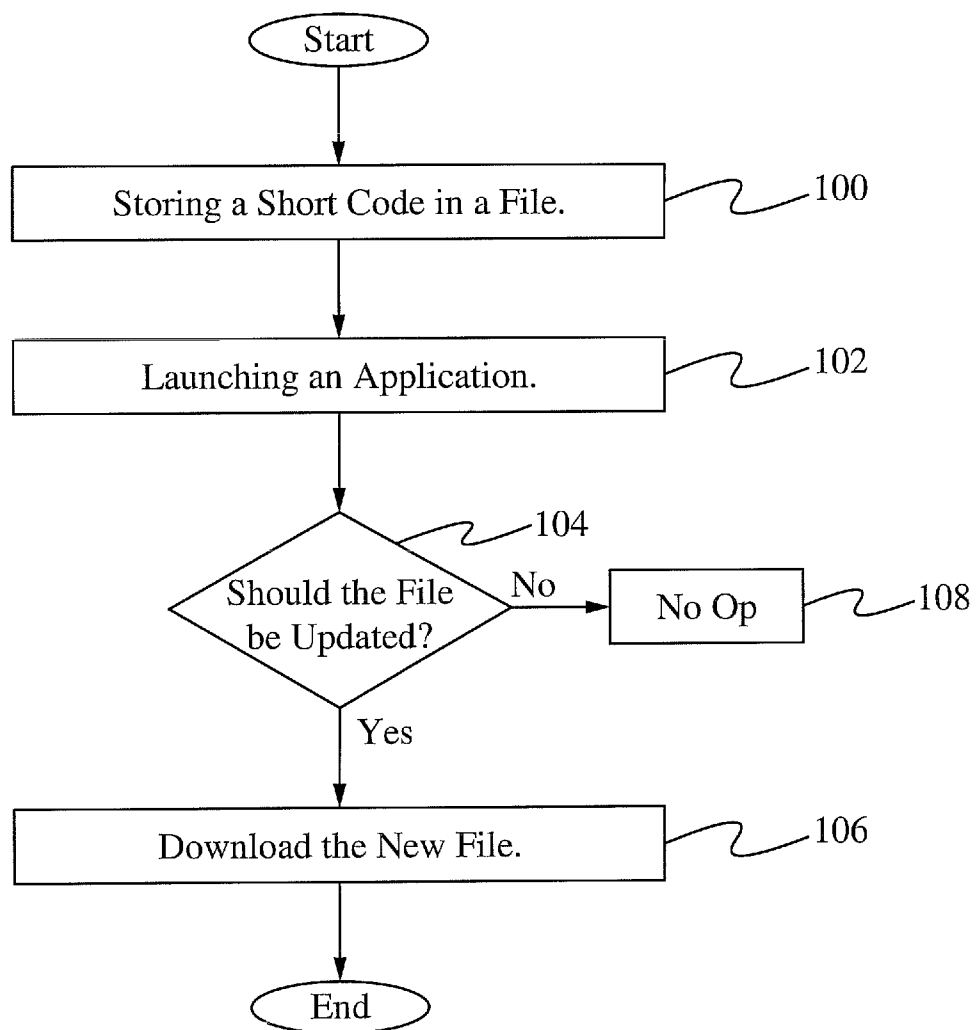 Start
Storing a Short Code in a File.
100
Launching an Application.
102
104
Should the File
be Updated?
No
No Op
108
Yes
Download the New File.
106
End